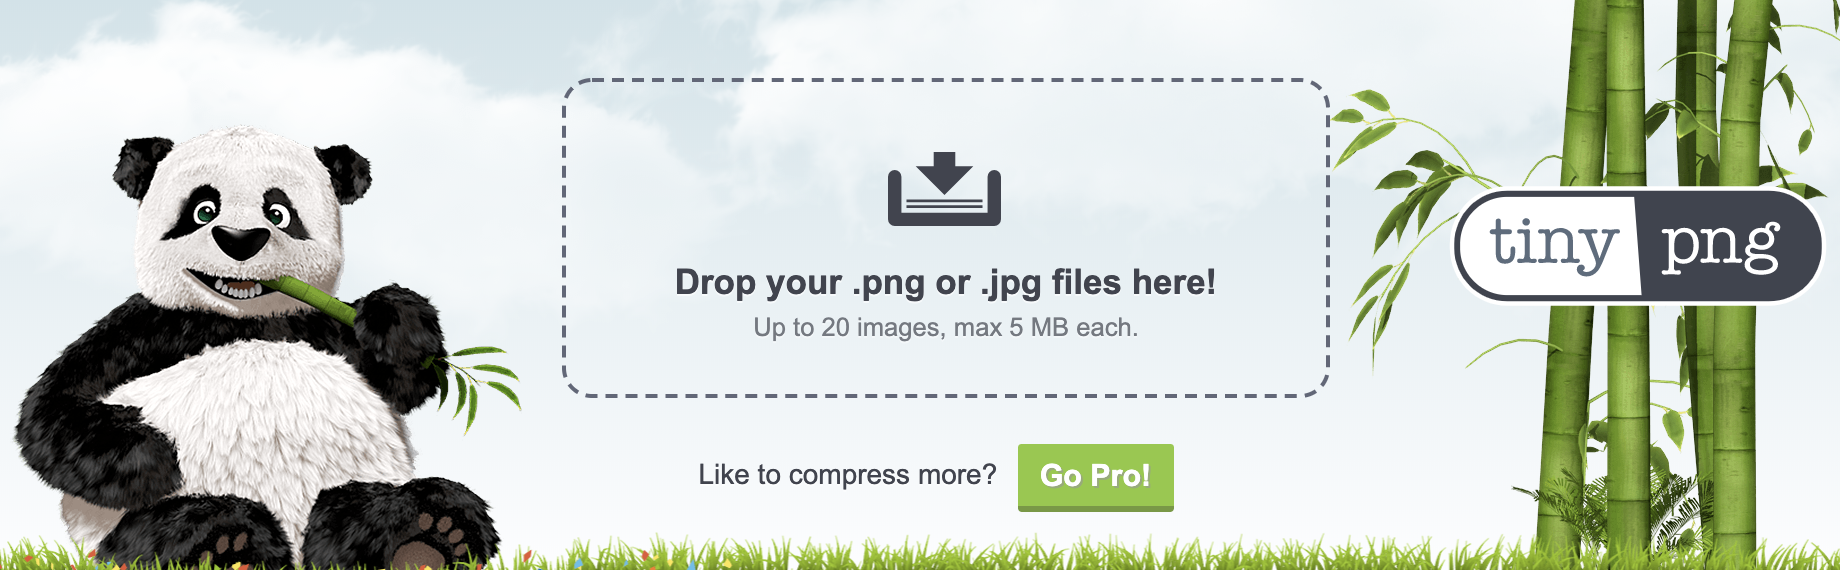 Drop your .png or .jpg files here!
Up to 20 images, max 5 MB each.
Like to compress more? Go Pro!
tiny png